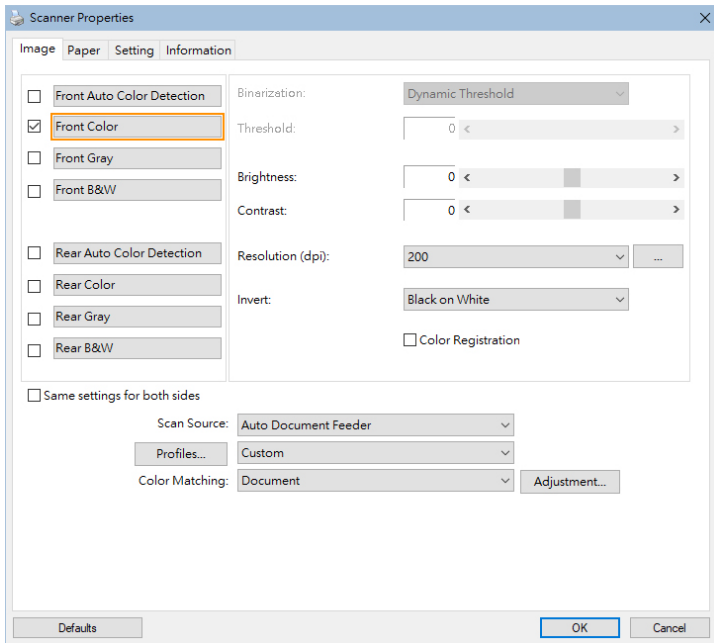 Scanner Properties
Image Paper Setting Information
Front Auto Color Detection
Front Color
Front Gray
Front B&W
Rear Auto Color Detection
Rear Color
Rear Gray
Rear B&W
Binarization: Dynamic Threshold
Threshold: 0
Brightness: 0
Contrast: 0
Resolution (dpi): 200 ...
Invert: Black on White
Color Registration
Same settings for both sides
Scan Source: Auto Document Feeder
Profiles... Custom
Color Matching: Document Adjustment...
Defaults OK Cancel